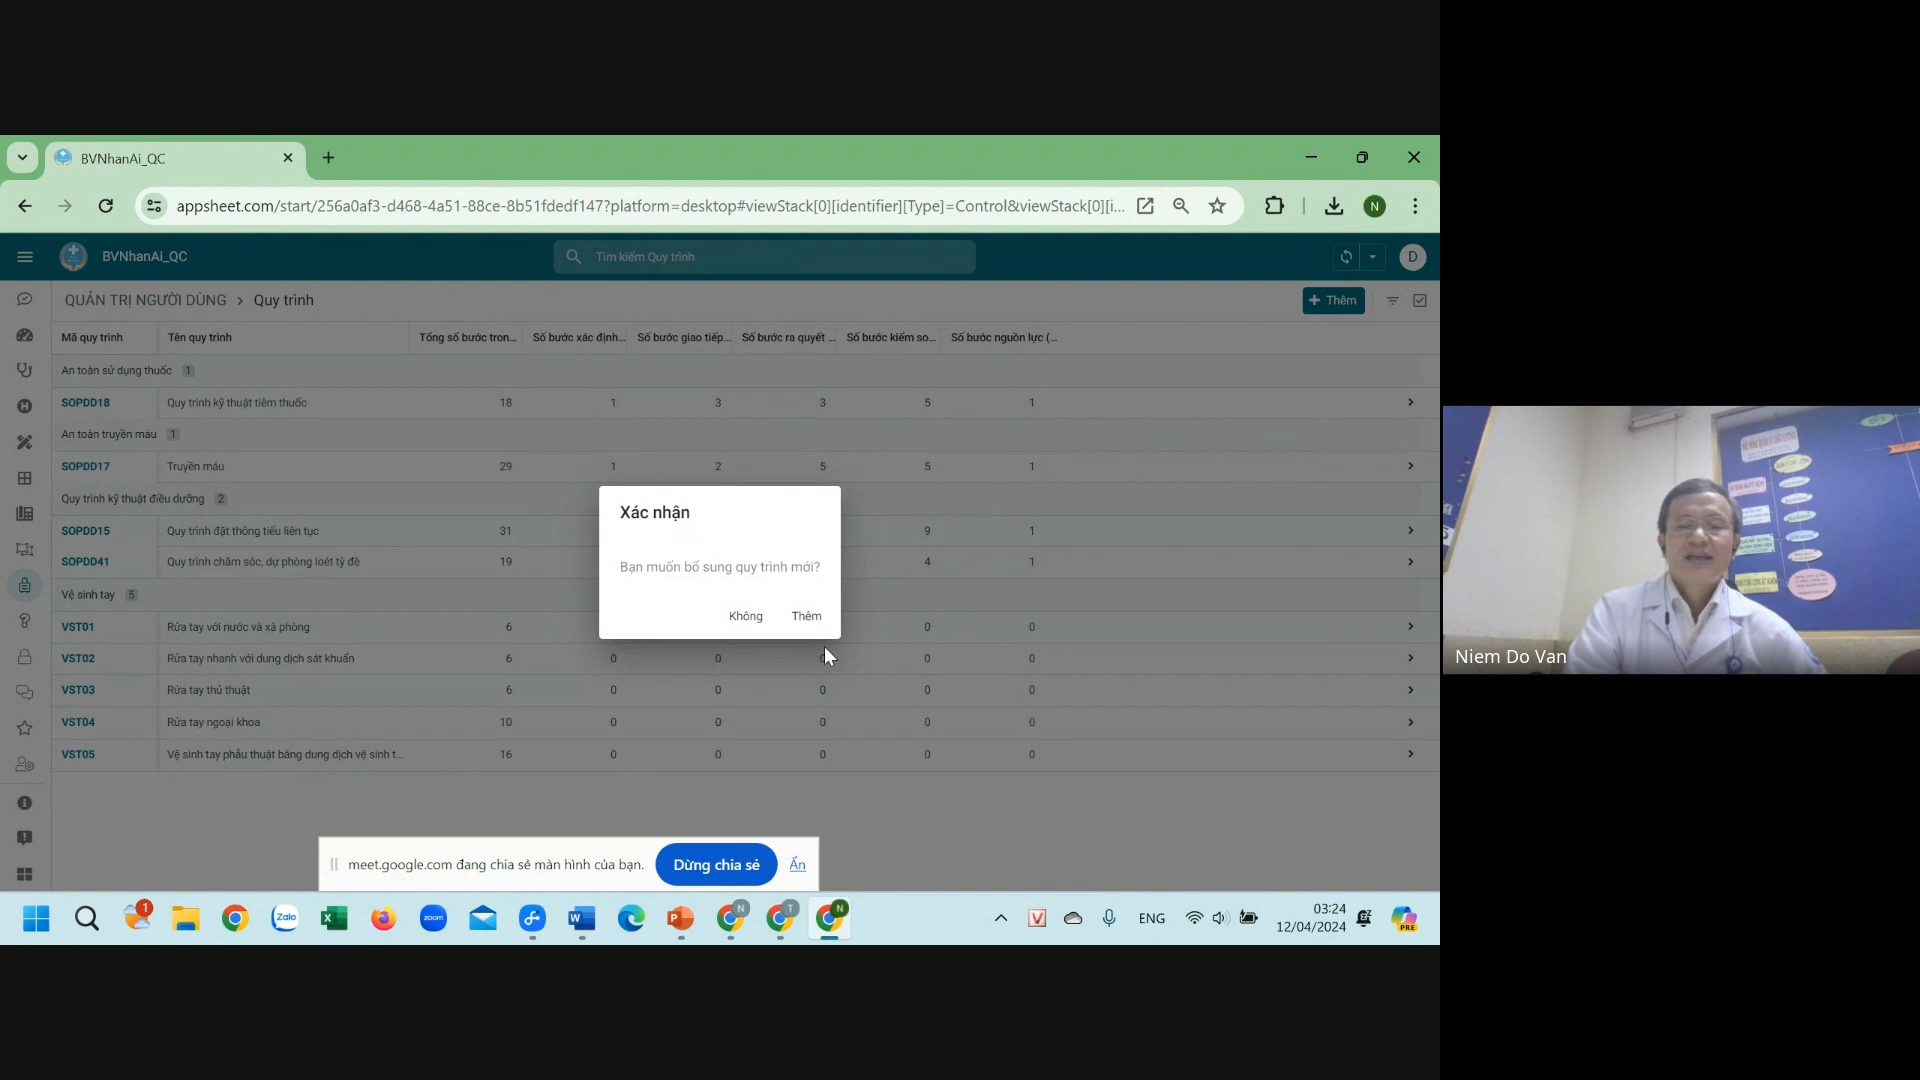 BVNhanAi_QC
appsheet.com/start/256a0af3-d468-4a51-88ce-8b51fdedf147?platform=desktop#viewStack[0][identifier][Type]=Control&viewStack[0][i...
N
BVNhanAi_QC
Tìm kiếm Quy trình
D
QUẢN TRỊ NGƯỜI DÙNG > Quy trình
+ Thêm
Mã quy trình Tên quy trình Tổng số bước tron... Số bước xác định... Số bước giao tiếp... Số bước ra quyết ... Số bước kiểm so... Số bước nguồn lực (...
An toàn sử dụng thuốc 1
SOPDD18 Quy trình kỹ thuật tiêm thuốc 18 1 3 3 5 1
An toàn truyền máu 1
SOPDD17 Truyền máu 29 1 2 5 5 1
Quy trình kỹ thuật điều dưỡng 2
SOPDD15 Quy trình đặt thông tiểu liên tục 31 9 1
SOPDD41 Quy trình chăm sóc, dự phòng loét tỳ đè 19 4 1
Vệ sinh tay 5
VST01 Rửa tay với nước và xà phòng 6 0 0
VST02 Rửa tay nhanh với dung dịch sát khuẩn 6 0 0 0 0 0
VST03 Rửa tay thủ thuật 6 0 0 0 0 0
VST04 Rửa tay ngoại khoa 10 0 0 0 0 0
VST05 Vệ sinh tay phẫu thuật bằng dung dịch vệ sinh t... 16 0 0 0 0 0
Xác nhận
Bạn muốn bổ sung quy trình mới?
Không Thêm
meet.google.com đang chia sẻ màn hình của bạn. Dừng chia sẻ Ẩn
1
Zalo
zoom
N
T
N
ENG
03:24
12/04/2024
PRE
Niem Do Van